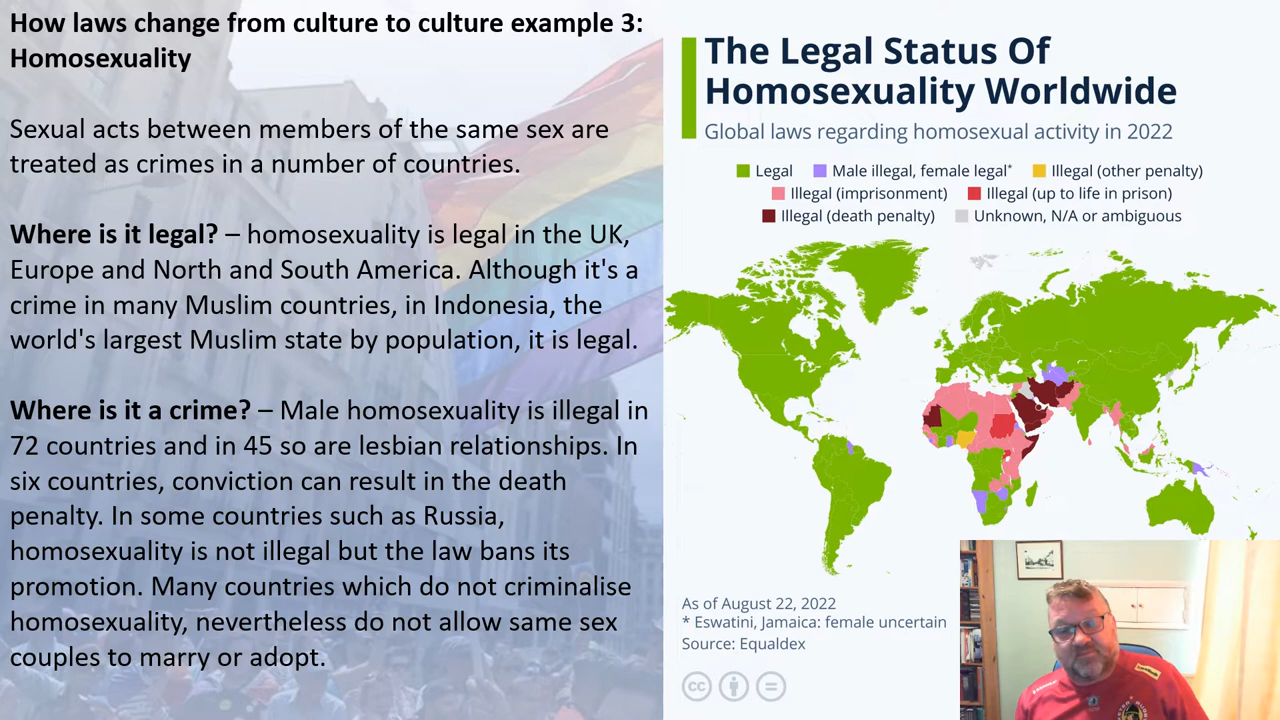 How laws change from culture to culture example 3:
Homosexuality
Sexual acts between members of the same sex are
treated as crimes in a number of countries.
Where is it legal? – homosexuality is legal in the UK,
Europe and North and South America. Although it's a
crime in many Muslim countries, in Indonesia, the
world's largest Muslim state by population, it is legal.
Where is it a crime? – Male homosexuality is illegal in
72 countries and in 45 so are lesbian relationships. In
six countries, conviction can result in the death
penalty. In some countries such as Russia,
homosexuality is not illegal but the law bans its
promotion. Many countries which do not criminalise
homosexuality, nevertheless do not allow same sex
couples to marry or adopt.
The Legal Status Of
Homosexuality Worldwide
Global laws regarding homosexual activity in 2022
Legal Male illegal, female legal* Illegal (other penalty)
Illegal (imprisonment) Illegal (up to life in prison)
Illegal (death penalty) Unknown, N/A or ambiguous
As of August 22, 2022
* Eswatini, Jamaica: female uncertain
Source: Equaldex
cc